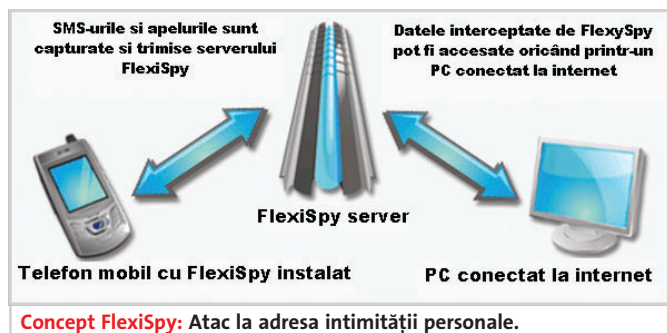 SMS-urile si apelurile sunt
capturate si trimise serverului
FlexiSpy
Datele interceptate de FlexySpy
pot fi accesate oricând printr-un
PC conectat la internet
FlexiSpy server
Telefon mobil cu FlexiSpy instalat
PC conectat la internet
Concept FlexiSpy: Atac la adresa intimității personale.